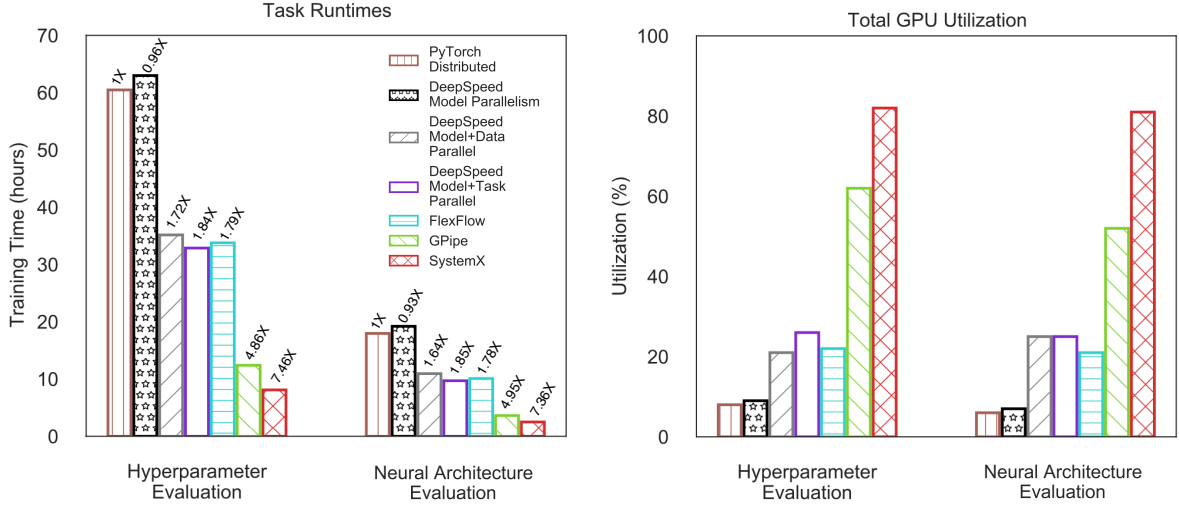 Task Runtimes
Training Time (hours)
70
60
50
40
30
20
10
0
1X
0.96X
1.72X
1.84X
1.79X
4.86X
7.46X
1X
0.93X
1.64X
1.85X
1.78X
4.95X
7.36X
PyTorch
Distributed
DeepSpeed
Model Parallelism
DeepSpeed
Model+Data
Parallel
DeepSpeed
Model+Task
Parallel
FlexFlow
GPipe
SystemX
Hyperparameter
Evaluation
Neural Architecture
Evaluation
Total GPU Utilization
Utilization (%)
100
80
60
40
20
0
Hyperparameter
Evaluation
Neural Architecture
Evaluation